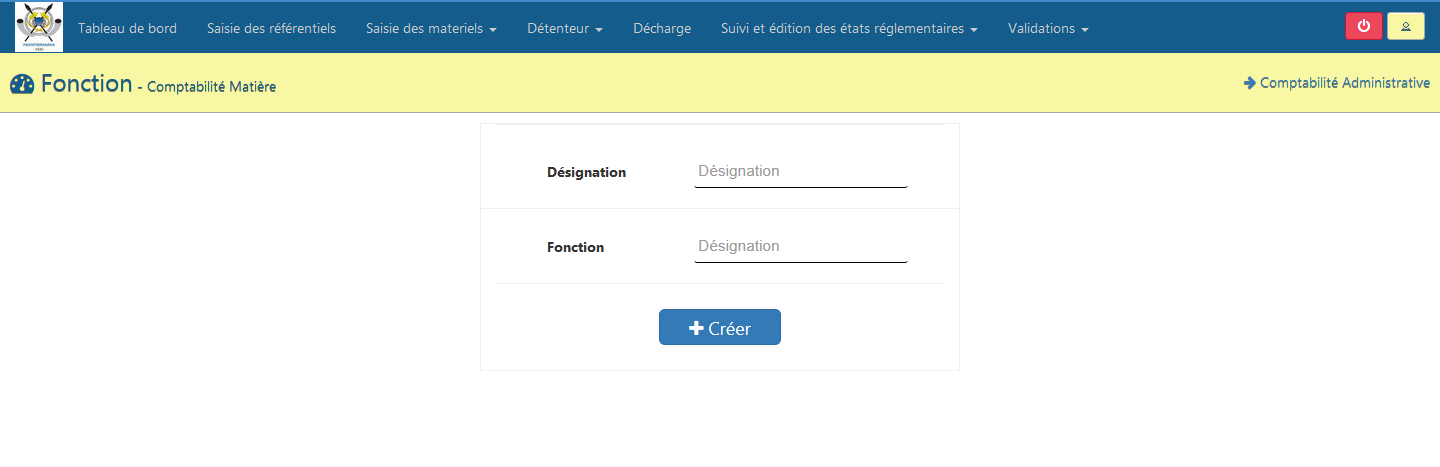 Tableau de bord Saisie des référentiels Saisie des materiels Détenteur Décharge Suivi et édition des états réglementaires Validations
Fonction - Comptabilité Matière
Comptabilité Administrative
Désignation Désignation
Fonction Désignation
Créer